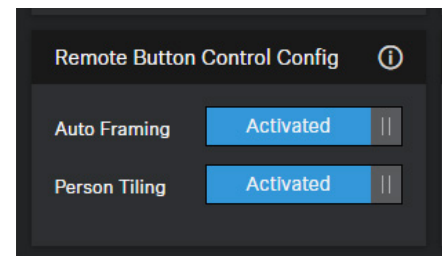 Remote Button Control Config
Auto Framing Activated
Person Tiling Activated